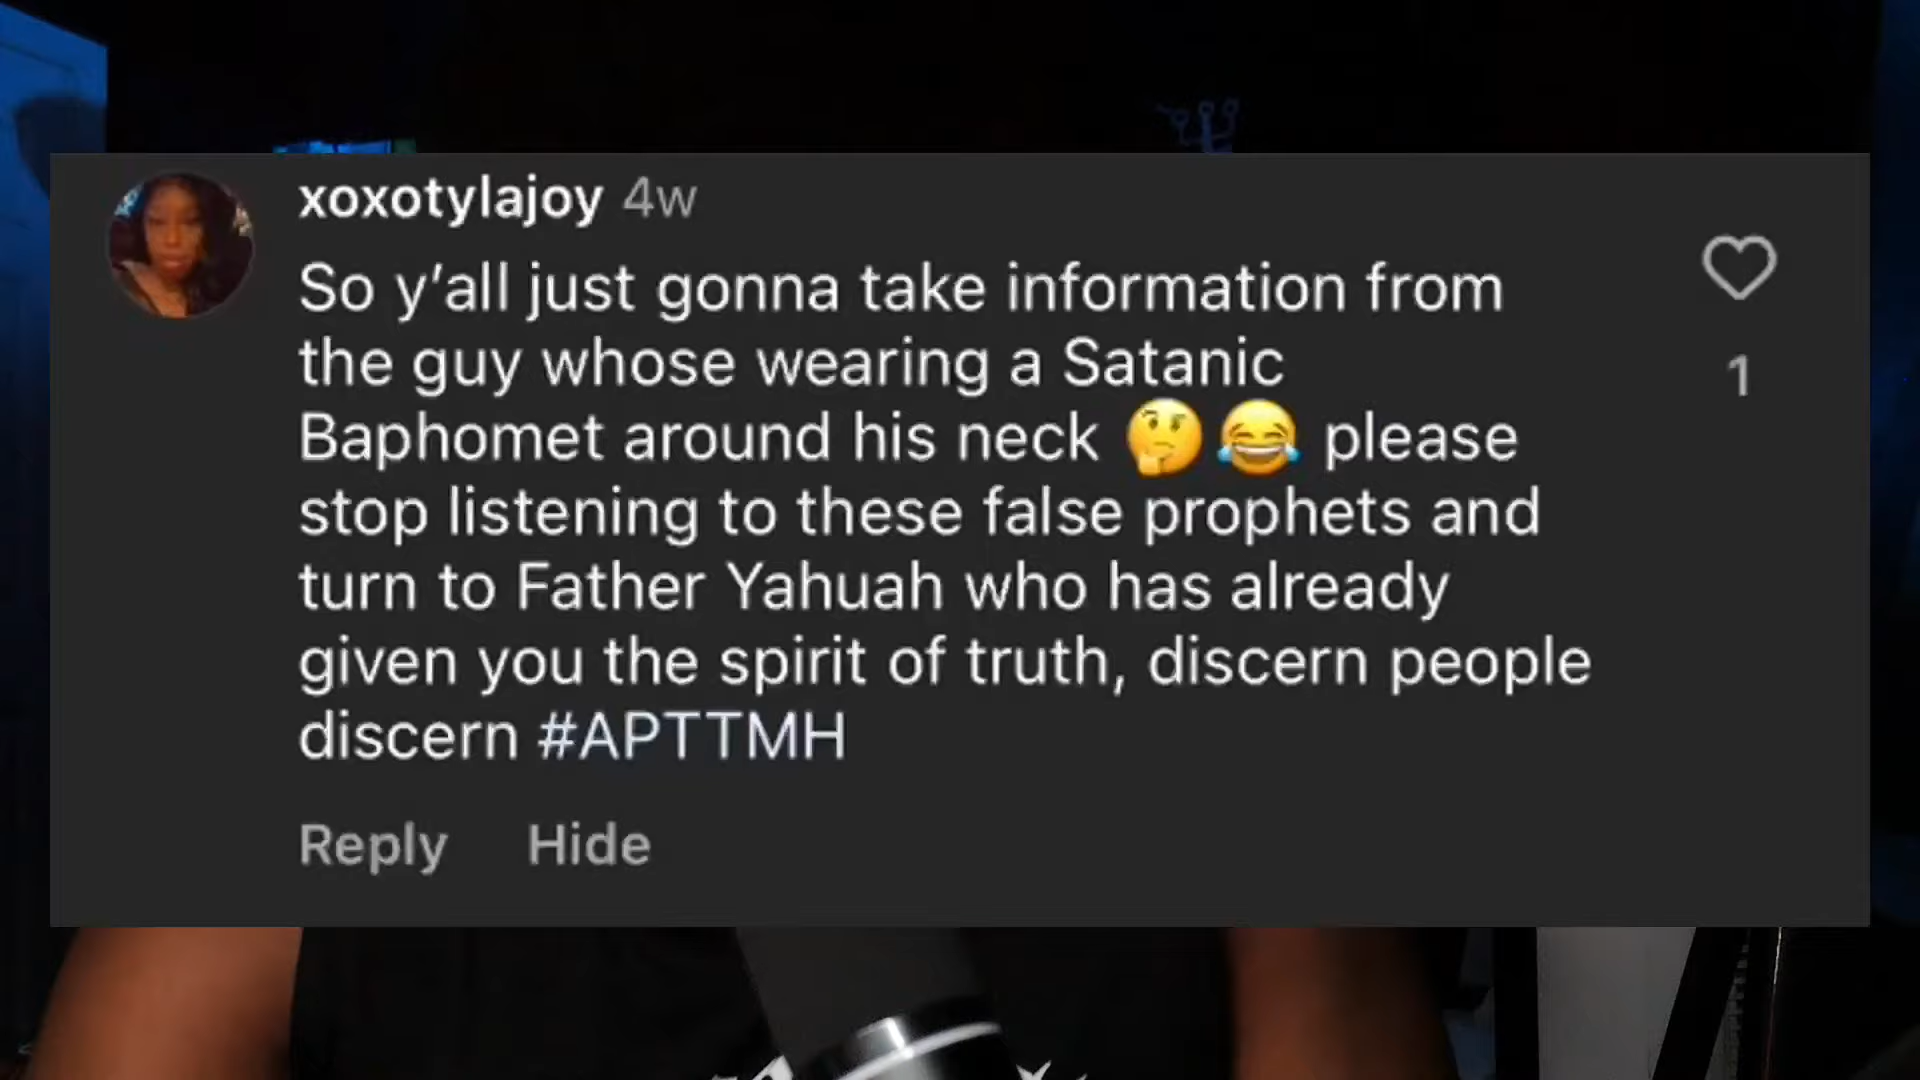 xoxotylajoy 4w
So y’all just gonna take information from
the guy whose wearing a Satanic
Baphomet around his neck 🤔😂 please
stop listening to these false prophets and
turn to Father Yahuah who has already
given you the spirit of truth, discern people
discern #APTTMH
1
Reply Hide